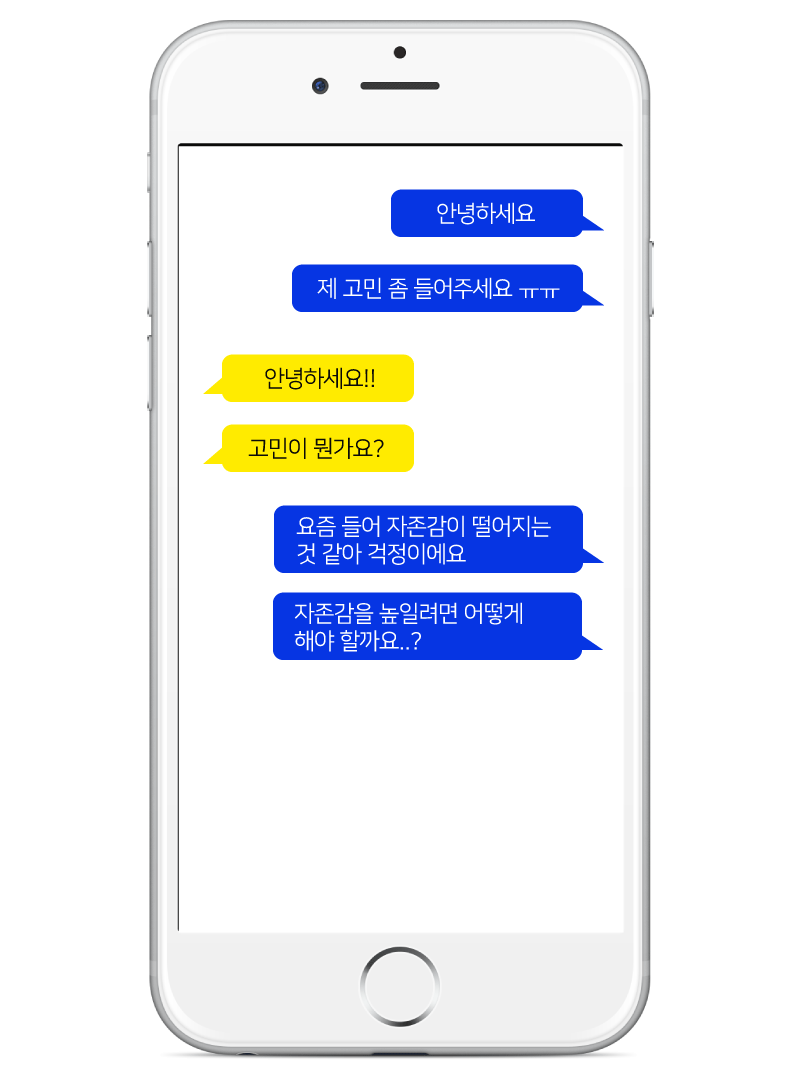 안녕하세요
제 고민 좀 들어주세요 ㅠㅠ
안녕하세요!!
고민이 뭔가요?
요즘 들어 자존감이 떨어지는
것 같아 걱정이에요
자존감을 높일려면 어떻게
해야 할까요..?